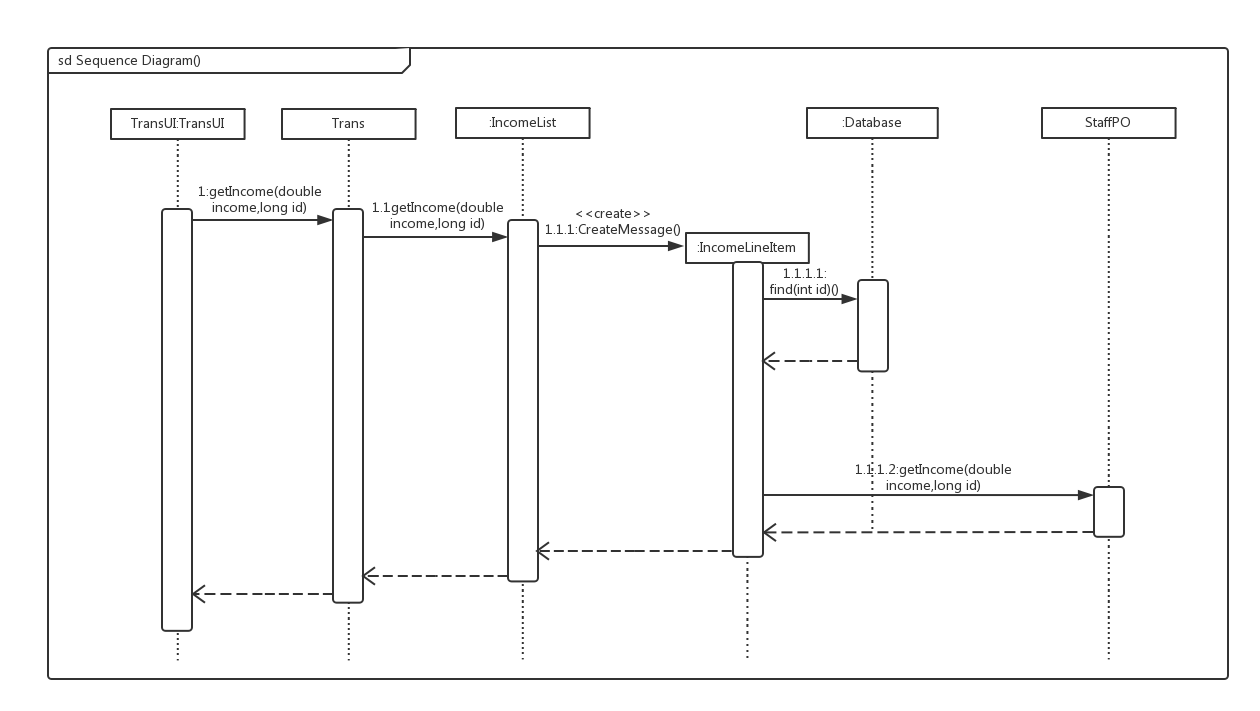 sd Sequence Diagram()
TransUI:TransUI
Trans
:IncomeList
:Database
StaffPO
1:getIncome(double
income,long id)
1.1getIncome(double
income,long id)
<<create>>
1.1.1:CreateMessage()
:IncomeLineItem
1.1.1.1:
find(int id)()
1.1.1.2:getIncome(double
income,long id)